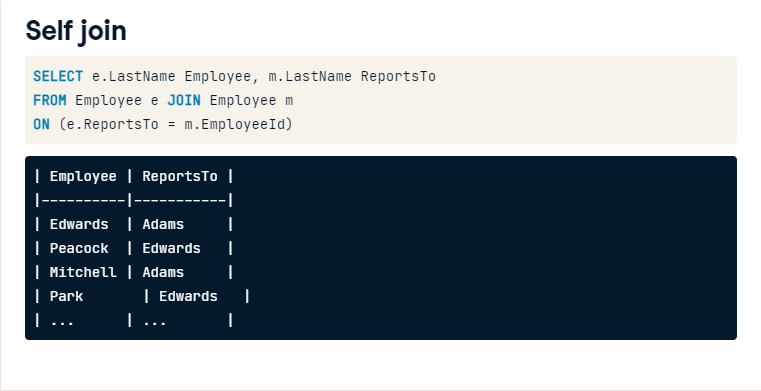 Self join
SELECT e.LastName Employee, m.LastName ReportsTo
FROM Employee e JOIN Employee m
ON (e.ReportsTo = m.EmployeeId)
| Employee | ReportsTo |
|----------|-----------|
| Edwards  | Adams     |
| Peacock  | Edwards   |
| Mitchell | Adams     |
| Park       | Edwards   |
| ...      | ...       |